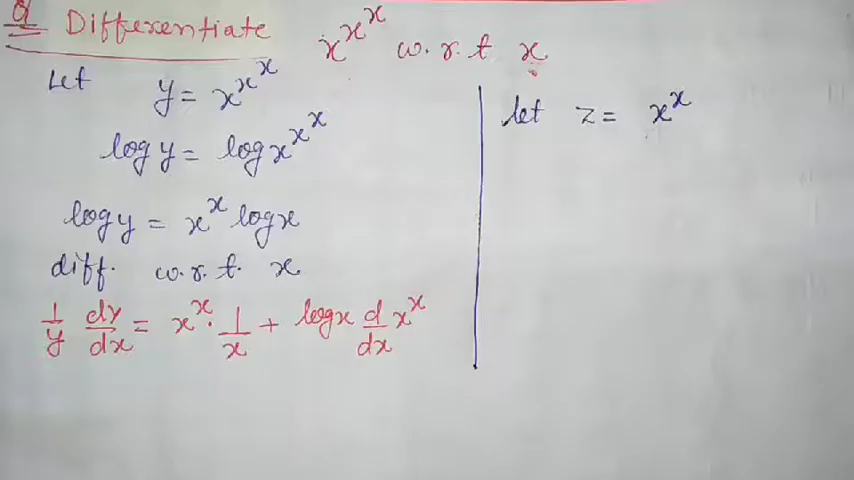 Q Differentiate x^x^x w.r.t x
Let y = x^x^x
log y = log x^x^x
log y = x^x log x
diff. w.r.t. x
1/y dy/dx = x^x · 1/x + log x d/dx x^x
let z = x^x